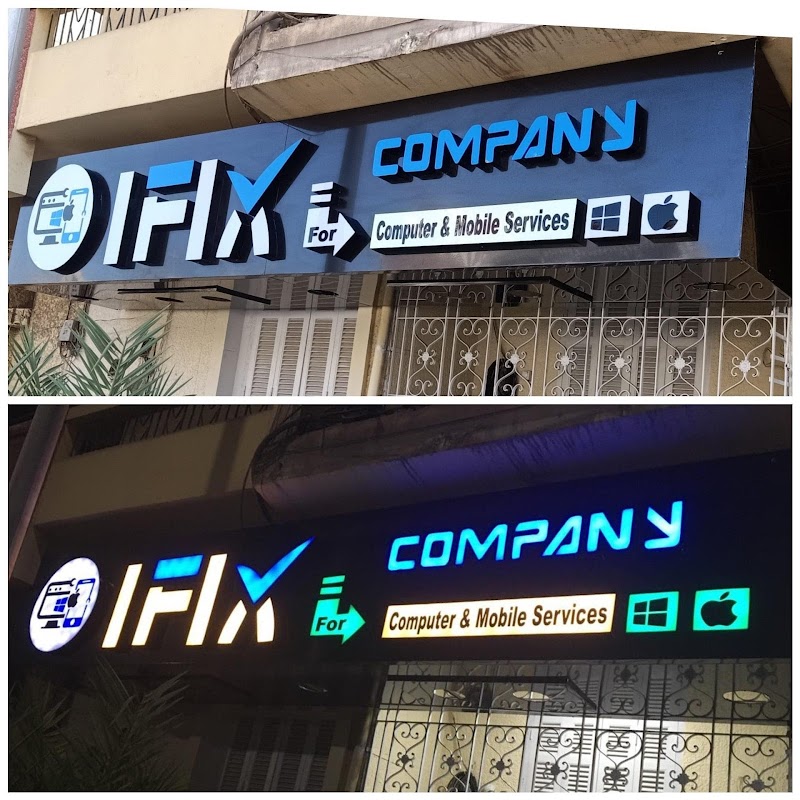 IFIX
COMPANY
For
Computer & Mobile Services
IFIX
COMPANY
For
Computer & Mobile Services